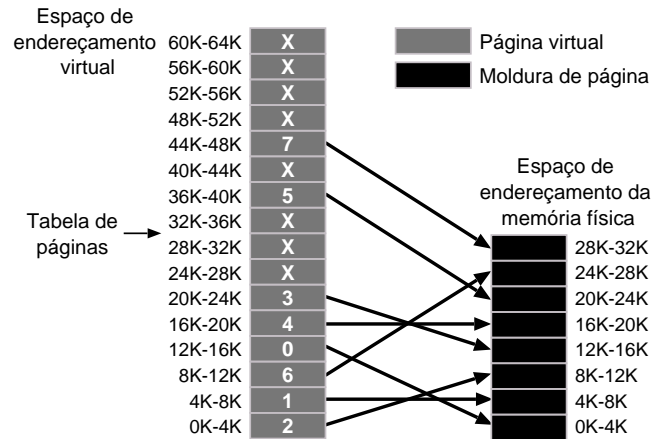 Espaço de
endereçamento
virtual
Página virtual
Moldura de página
60K-64K X
56K-60K X
52K-56K X
48K-52K X
44K-48K 7
40K-44K X
36K-40K 5
32K-36K X
28K-32K X
24K-28K X
20K-24K 3
16K-20K 4
12K-16K 0
8K-12K 6
4K-8K 1
0K-4K 2
Tabela de
páginas
Espaço de
endereçamento da
memória física
28K-32K
24K-28K
20K-24K
16K-20K
12K-16K
8K-12K
4K-8K
0K-4K